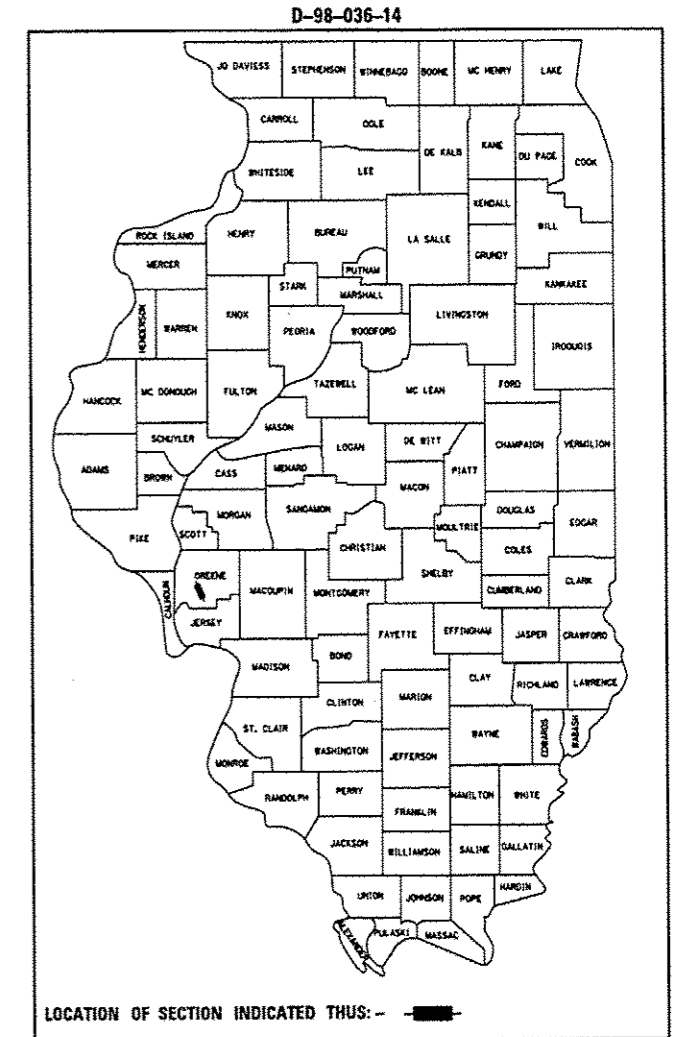 D-98-036-14
JO DAVIESS STEPHENSON WINNEBAGO BOONE MC HENRY LAKE
CARROLL OGLE
DE KALB KANE DU PAGE COOK
WHITESIDE LEE
KENDALL
ROCK ISLAND HENRY BUREAU LA SALLE GRUNDY WILL
MERCER PUTNAM
STARK MARSHALL KANKAKEE
HENDERSON WARREN KNOX PEORIA WOODFORD LIVINGSTON IROQUOIS
HANCOCK MC DONOUGH FULTON TAZEWELL MC LEAN FORD
SCHUYLER MASON LOGAN DE WITT CHAMPAIGN VERMILION
ADAMS BROWN CASS MENARD PIATT
MACON
PIKE SCOTT MORGAN SANGAMON DOUGLAS EDGAR
CHRISTIAN MOULTRIE COLES
CALHOUN GREENE MACOUPIN MONTGOMERY SHELBY CUMBERLAND CLARK
JERSEY
FAYETTE EFFINGHAM JASPER CRAWFORD
MADISON BOND
CLAY RICHLAND LAWRENCE
CLINTON MARION
ST. CLAIR WAYNE EDWARDS WABASH
WASHINGTON JEFFERSON
MONROE
RANDOLPH PERRY HAMILTON WHITE
FRANKLIN
JACKSON WILLIAMSON SALINE GALLATIN
UNION JOHNSON POPE HARDIN
ALEXANDER PULASKI MASSAC
LOCATION OF SECTION INDICATED THUS: -